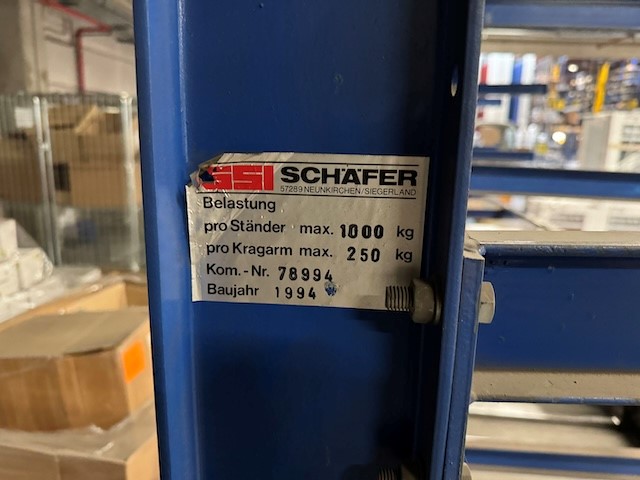 SSI SCHÄFER
57289 NEUNKIRCHEN/SIEGERLAND
Belastung
pro Ständer max. 1000 kg
pro Kragarm max. 250 kg
Kom.-Nr. 78994
Baujahr 1994